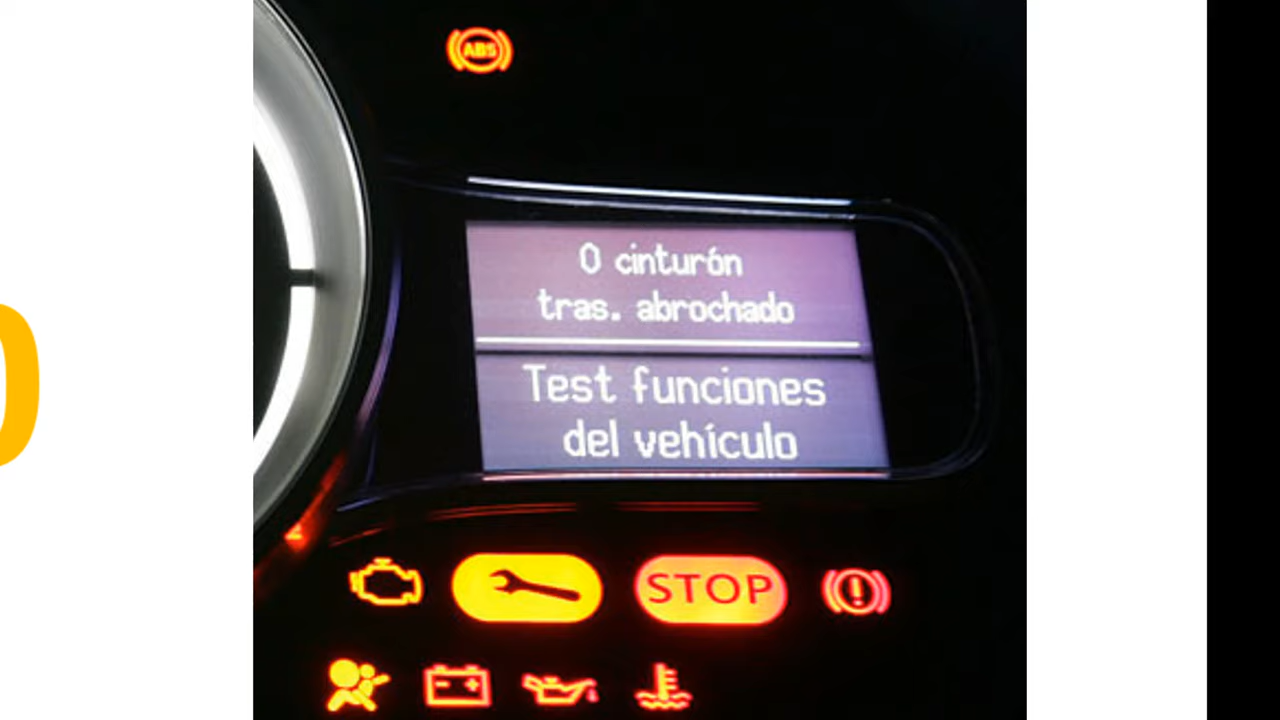 ABS
0 cinturón
tras. abrochado
Test funciones
del vehículo
STOP